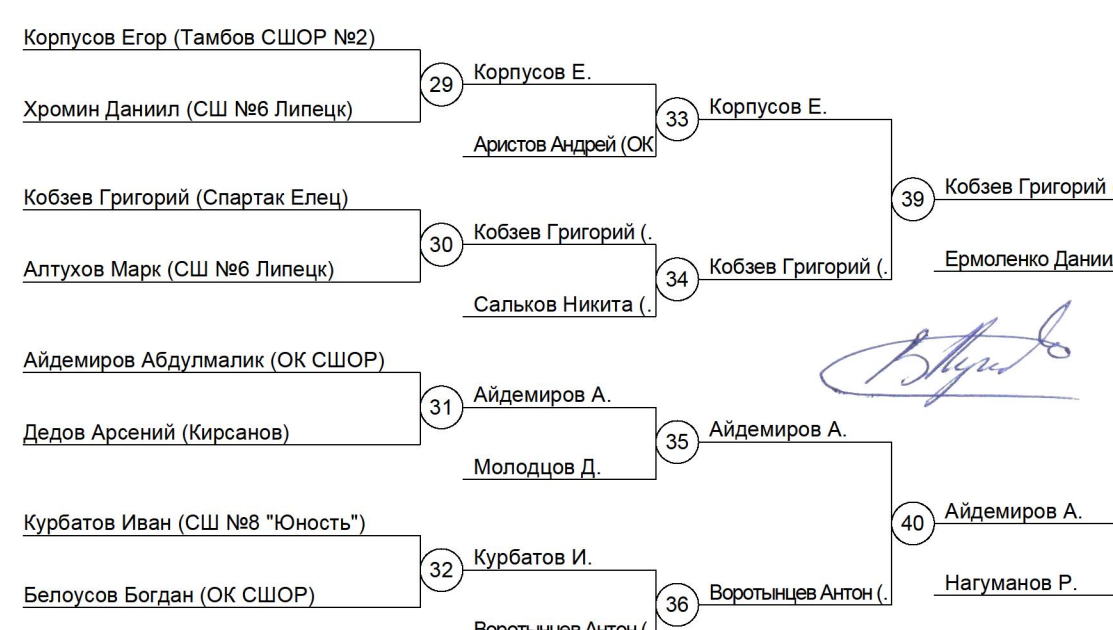 Корпусов Егор (Тамбов СШОР №2)
29
Корпусов Е.
Хромин Даниил (СШ №6 Липецк)
33
Корпусов Е.
Аристов Андрей (ОК
Кобзев Григорий (Спартак Елец)
39
Кобзев Григорий
30
Кобзев Григорий (.
Алтухов Марк (СШ №6 Липецк)
34
Кобзев Григорий (.
Ермоленко Дании
Сальков Никита (.
Айдемиров Абдулмалик (ОК СШОР)
31
Айдемиров А.
Дедов Арсений (Кирсанов)
35
Айдемиров А.
Молодцов Д.
Курбатов Иван (СШ №8 "Юность")
40
Айдемиров А.
32
Курбатов И.
Белоусов Богдан (ОК СШОР)
36
Воротынцев Антон (.
Нагуманов Р.
Воротынцев Антон (